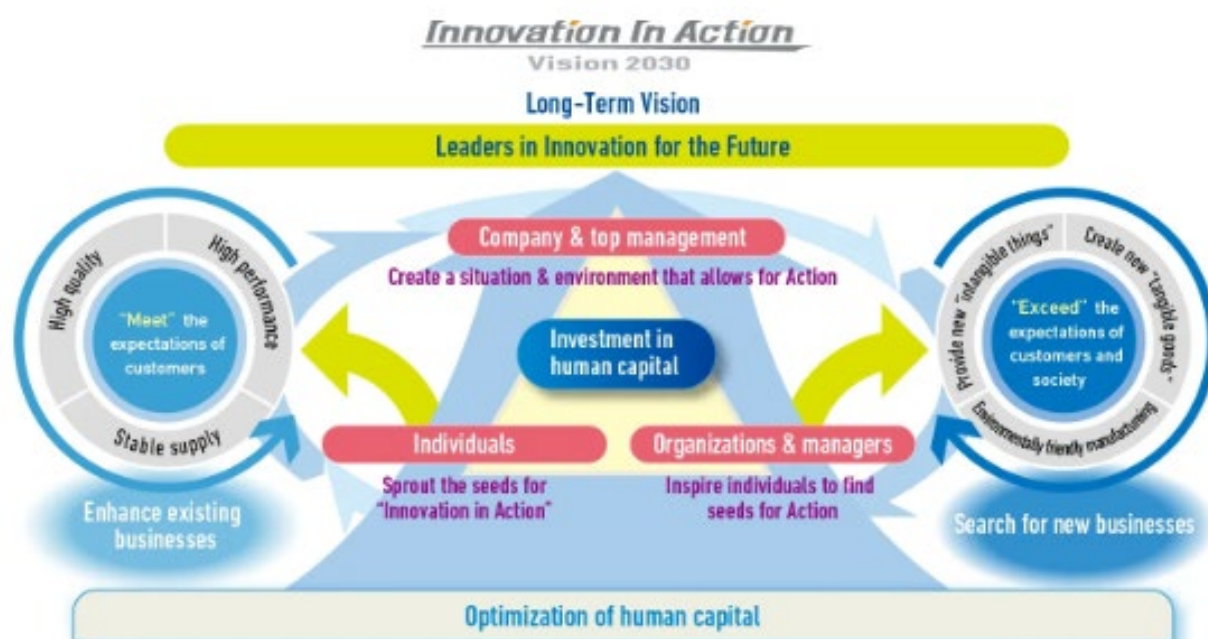 Innovation In Action
Vision 2030
Long-Term Vision
Leaders in Innovation for the Future
Company & top management
Create a situation & environment that allows for Action
High quality
High performance
Stable supply
"Meet" the
expectations of
customers
Enhance existing
businesses
Investment in
human capital
Individuals
Sprout the seeds for
"Innovation in Action"
Organizations & managers
Inspire individuals to find
seeds for Action
Provide new "intangible things"
Create new "tangible goods"
Environmentally friendly manufacturing
"Exceed" the
expectations of
customers and
society
Search for new businesses
Optimization of human capital